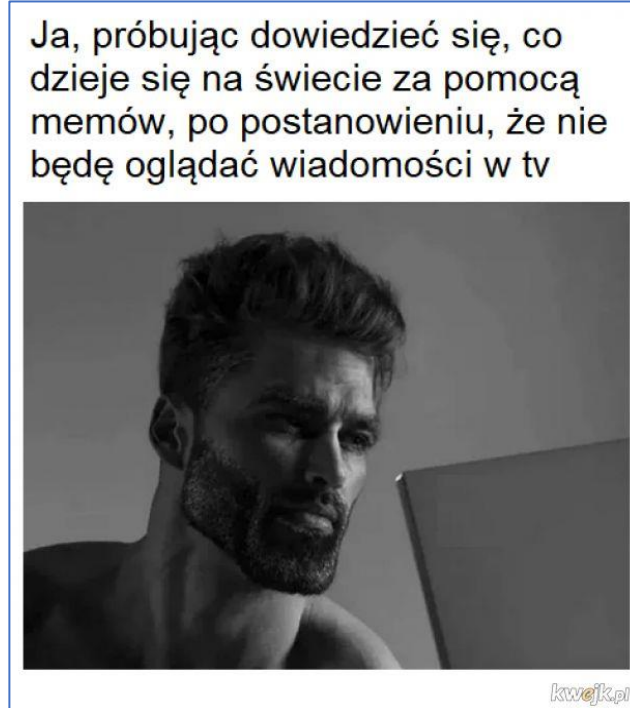 Ja, próbując dowiedzieć się, co
dzieje się na świecie za pomocą
memów, po postanowieniu, że nie
będę oglądać wiadomości w tv
kwejk.pl